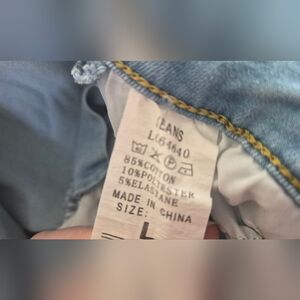 JEANS
85%COTTON
10%POLYESTER
5%ELASTANE
MADE IN CHINA
SIZE:
L